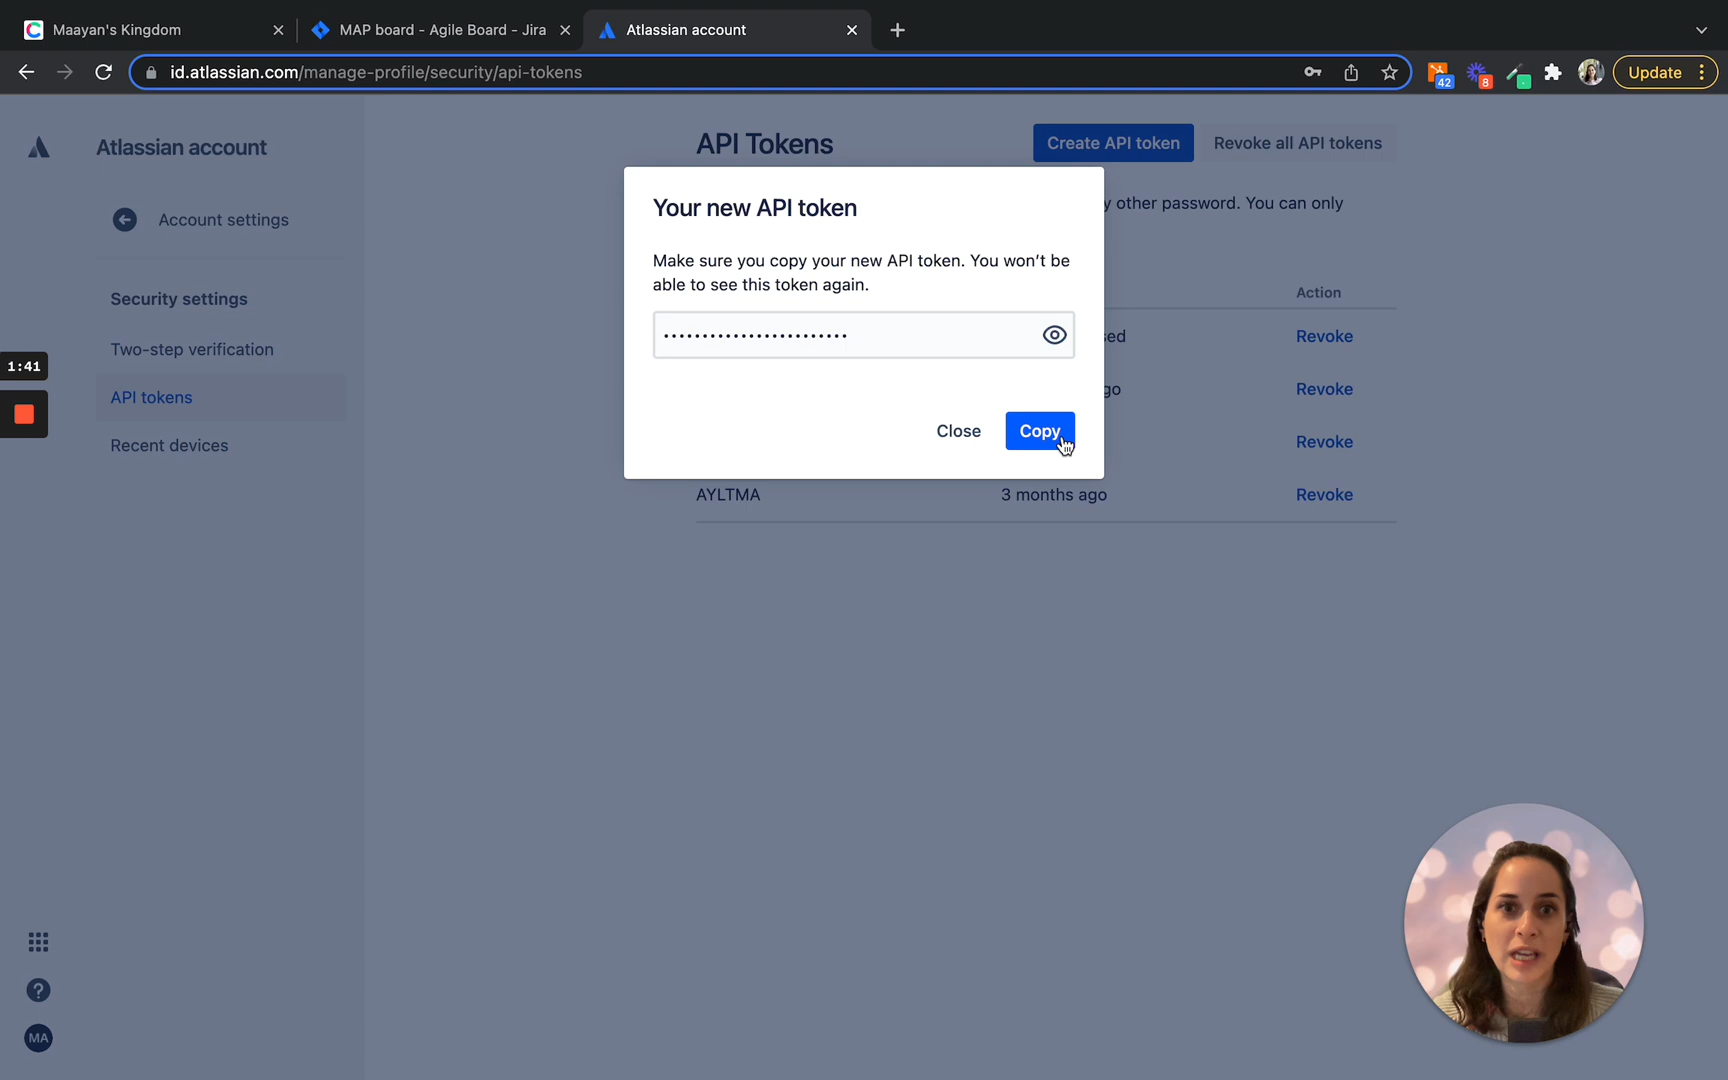 Maayan's Kingdom
MAP board - Agile Board - Jira
Atlassian account
id.atlassian.com/manage-profile/security/api-tokens
42
8
Update
Atlassian account
API Tokens
Create API token
Revoke all API tokens
Your new API token
y other password. You can only
Account settings
Make sure you copy your new API token. You won't be
able to see this token again.
Security settings
Action
sed
Revoke
Two-step verification
1:41
go
Revoke
API tokens
Close
Copy
Revoke
Recent devices
AYLTMA
3 months ago
Revoke
?
MA